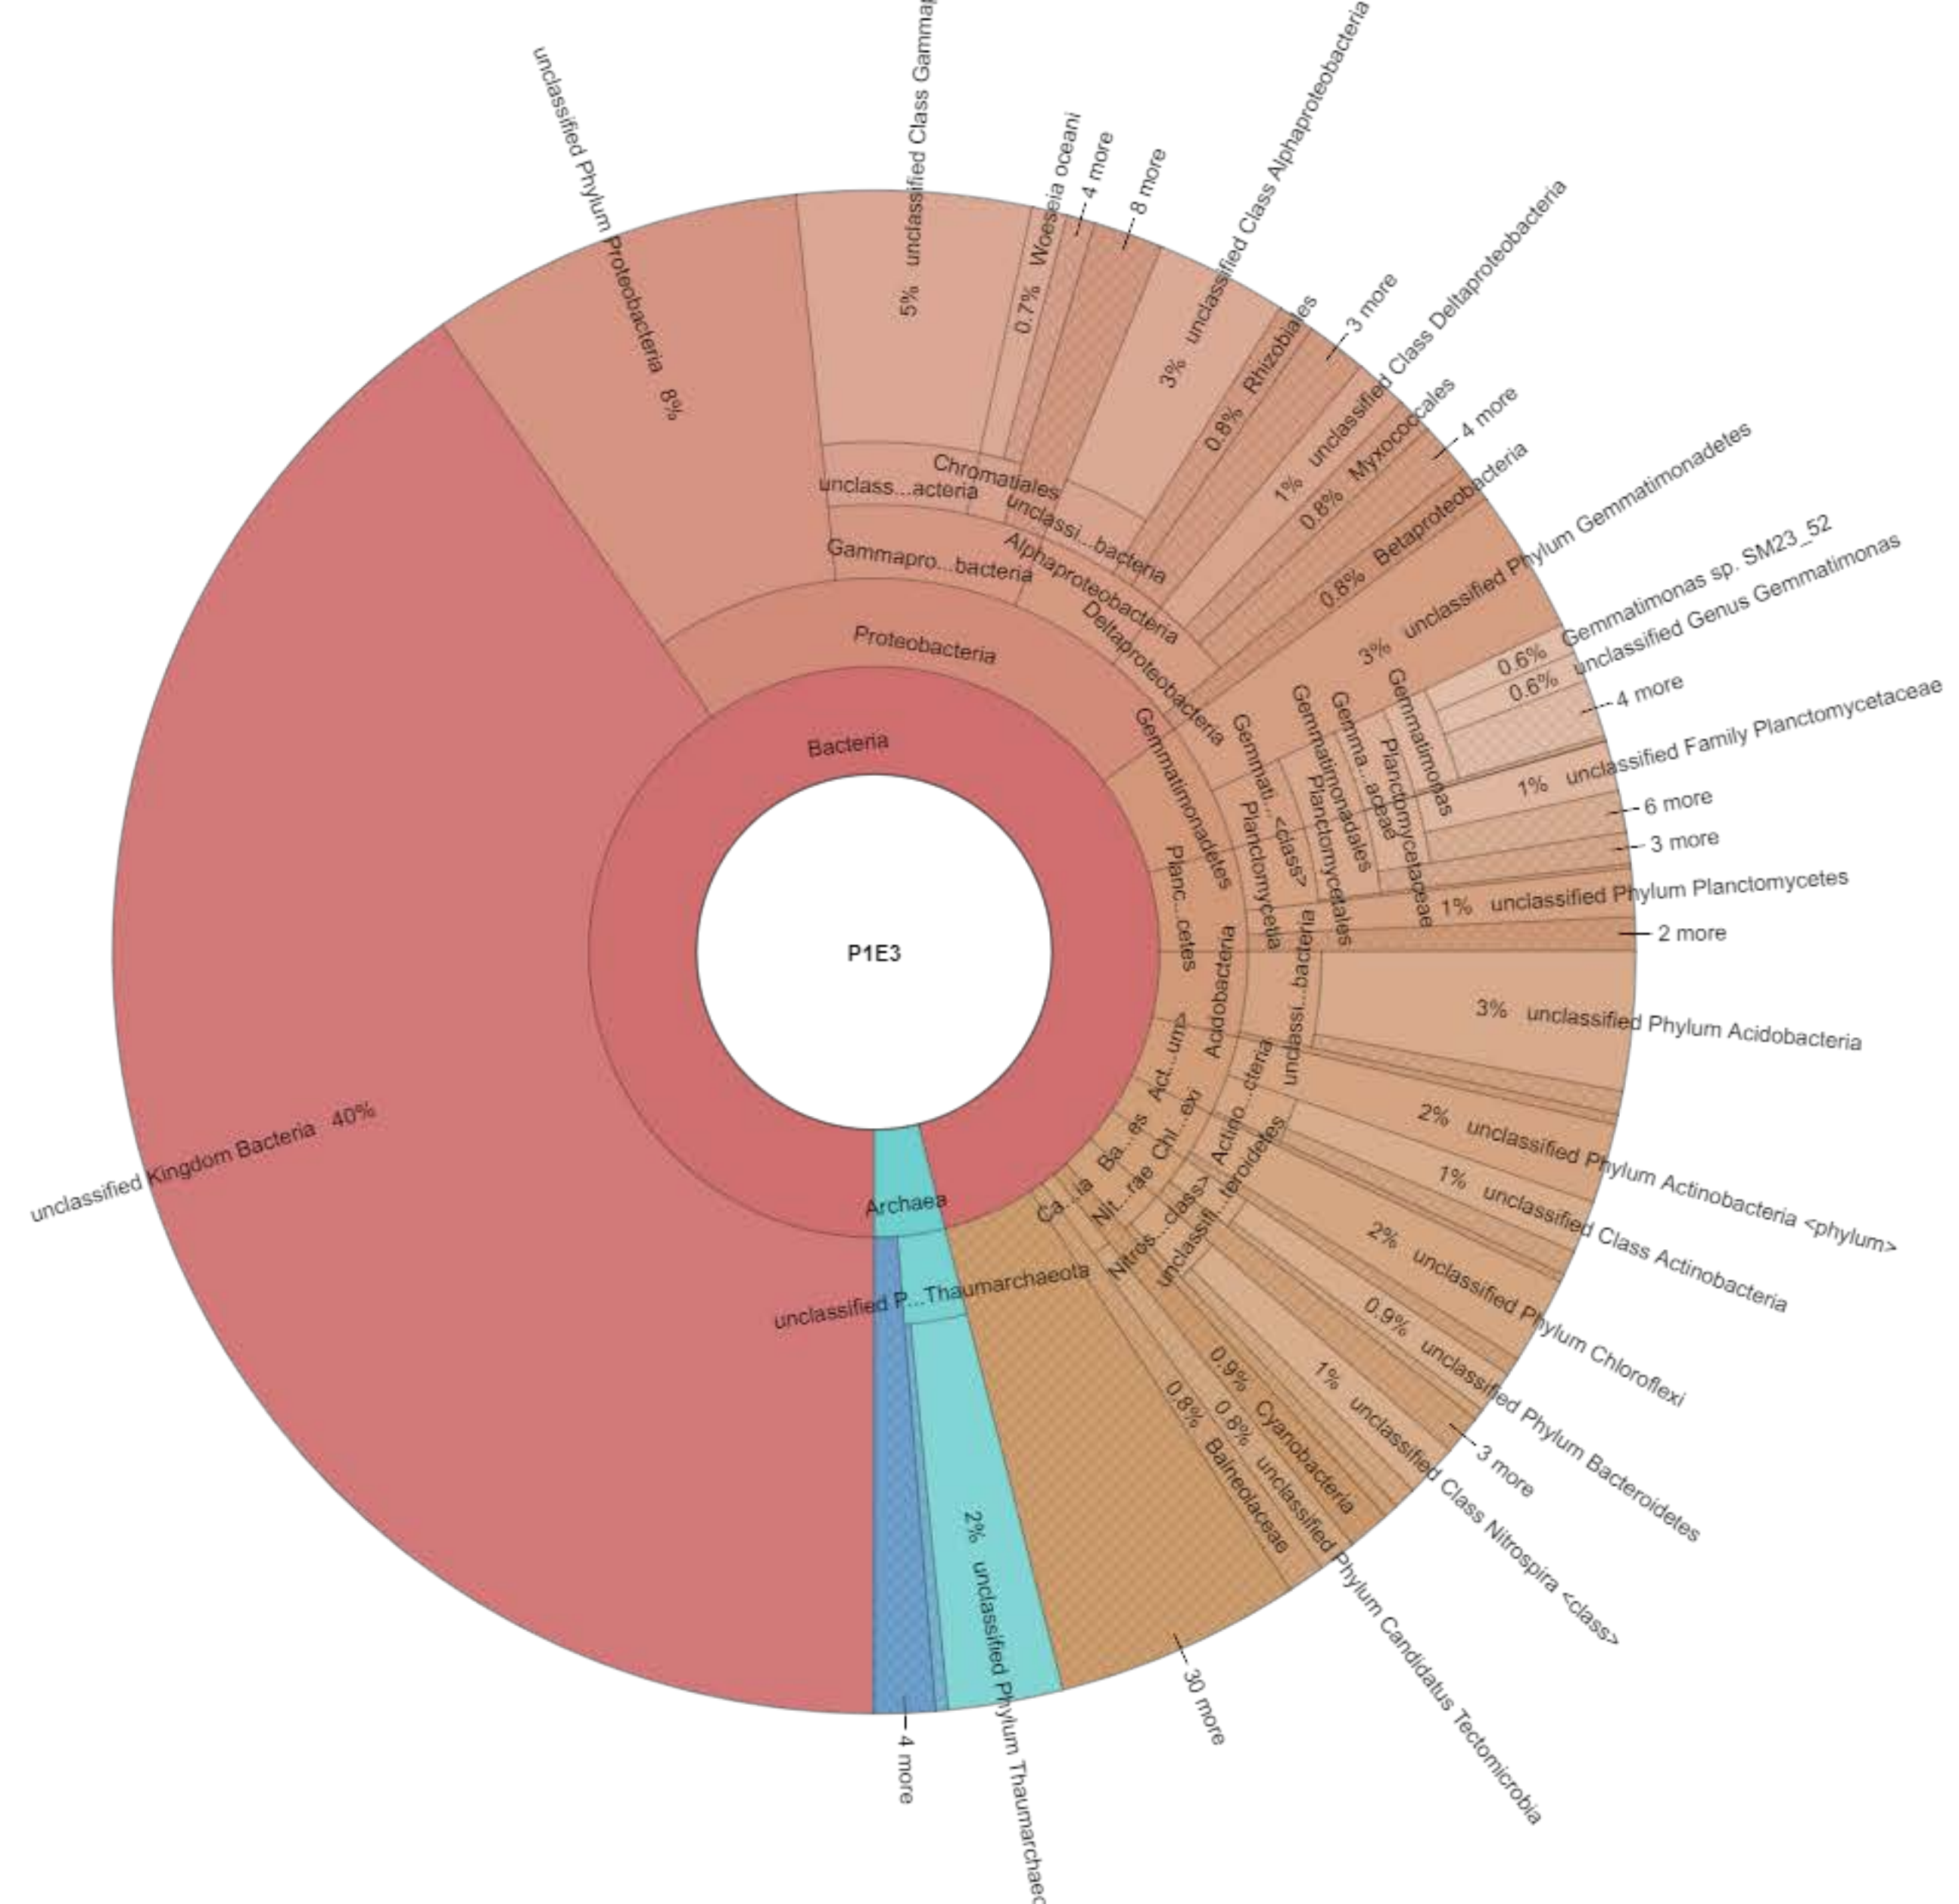 P1E3
Bacteria
Archaea
unclassified Kingdom Bacteria 40%
Proteobacteria
unclassified Phylum Proteobacteria 8%
Gammapro...bacteria
unclass...acteria
5% unclassified Class Gammap
Chromatiales
0.7% Woeseia oceani
4 more
8 more
Alphaproteobacteria
unclassi...bacteria
3% unclassified Class Alphaproteobacteria
0.8% Rhizobiales
3 more
Deltaproteobacteria
1% unclassified Class Deltaproteobacteria
0.8% Myxococcales
4 more
0.8% Betaproteobacteria
Gemmatimonadetes
3% unclassified Phylum Gemmatimonadetes
Gemmati...<class>
Gemmatimonadales
Gemma...aceae
Gemmatimonas
0.6% Gemmatimonas sp. SM23_52
0.6% unclassified Genus Gemmatimonas
4 more
Planc...cetes
Planctomycetia
Planctomycetales
Planctomycetaceae
1% unclassified Family Planctomycetaceae
6 more
3 more
1% unclassified Phylum Planctomycetes
2 more
Acidobacteria
unclassi...bacteria
3% unclassified Phylum Acidobacteria
Act...um>
2% unclassified Phylum Actinobacteria <phylum>
Actino...cteria
1% unclassified Class Actinobacteria
Chl...exi
2% unclassified Phylum Chloroflexi
Ba...es
unclassifi...teroidetes
0.9% unclassified Phylum Bacteroidetes
3 more
Nit...rae
Nitros...class>
1% unclassified Class Nitrospira <class>
0.9% Cyanobacteria
Ca...ia
0.8% unclassified Phylum Candidatus Tectomicrobia
0.8% Balneolaceae
30 more
unclassified P...Thaumarchaeota
2% unclassified Phylum Thaumarchaeo
4 more